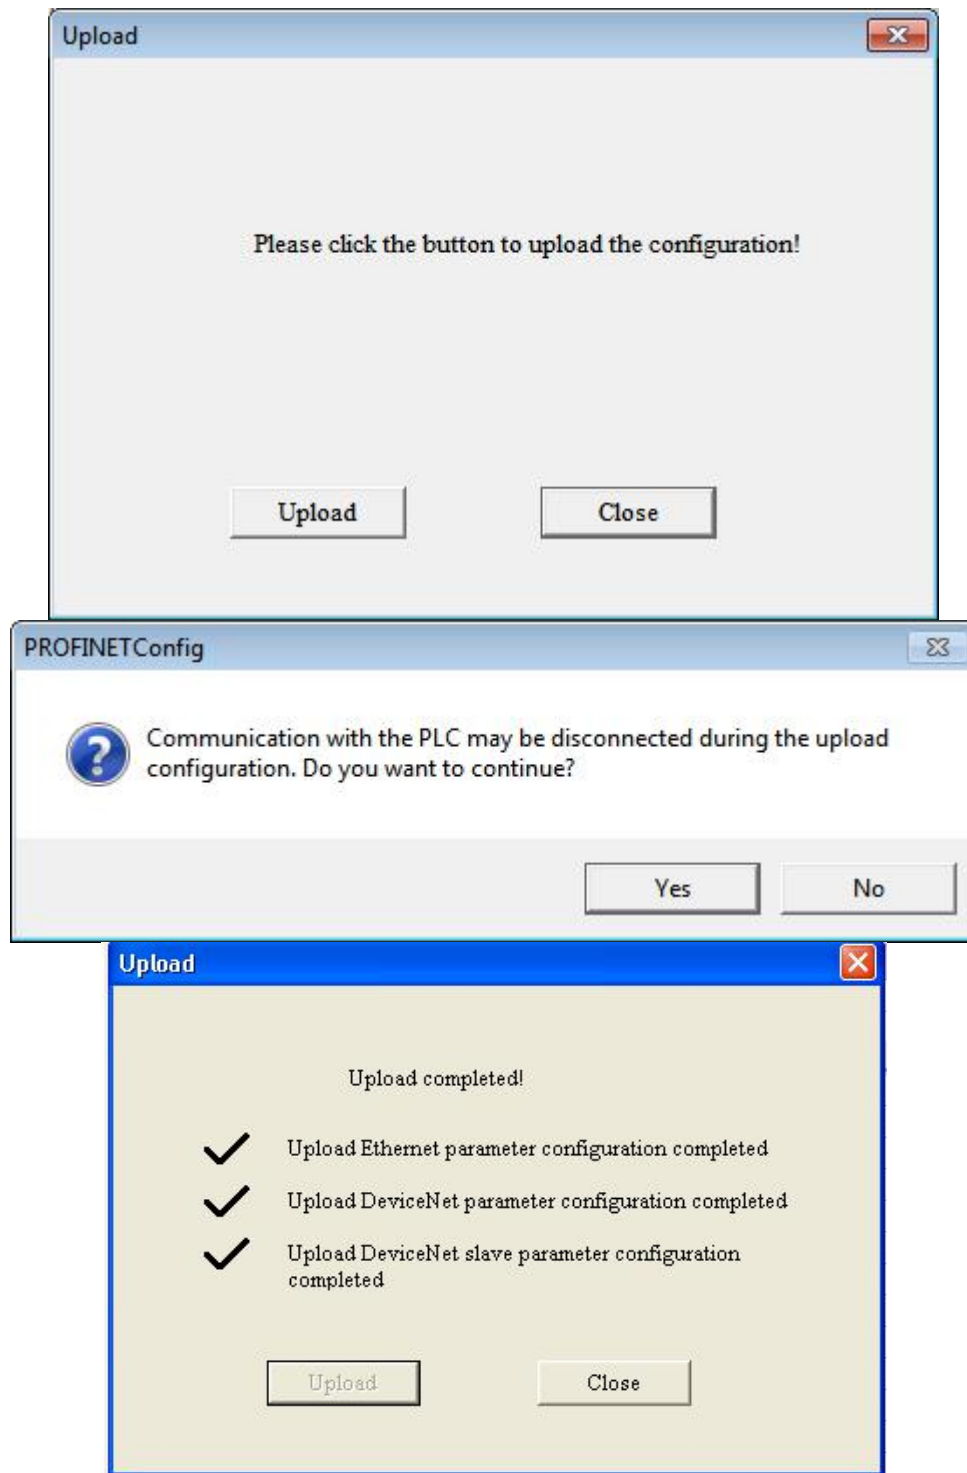 Upload
Please click the button to upload the configuration!
Upload Close
PROFINETConfig
Communication with the PLC may be disconnected during the upload
configuration. Do you want to continue?
Yes No
Upload
Upload completed!
Upload Ethernet parameter configuration completed
Upload DeviceNet parameter configuration completed
Upload DeviceNet slave parameter configuration
completed
Upload Close